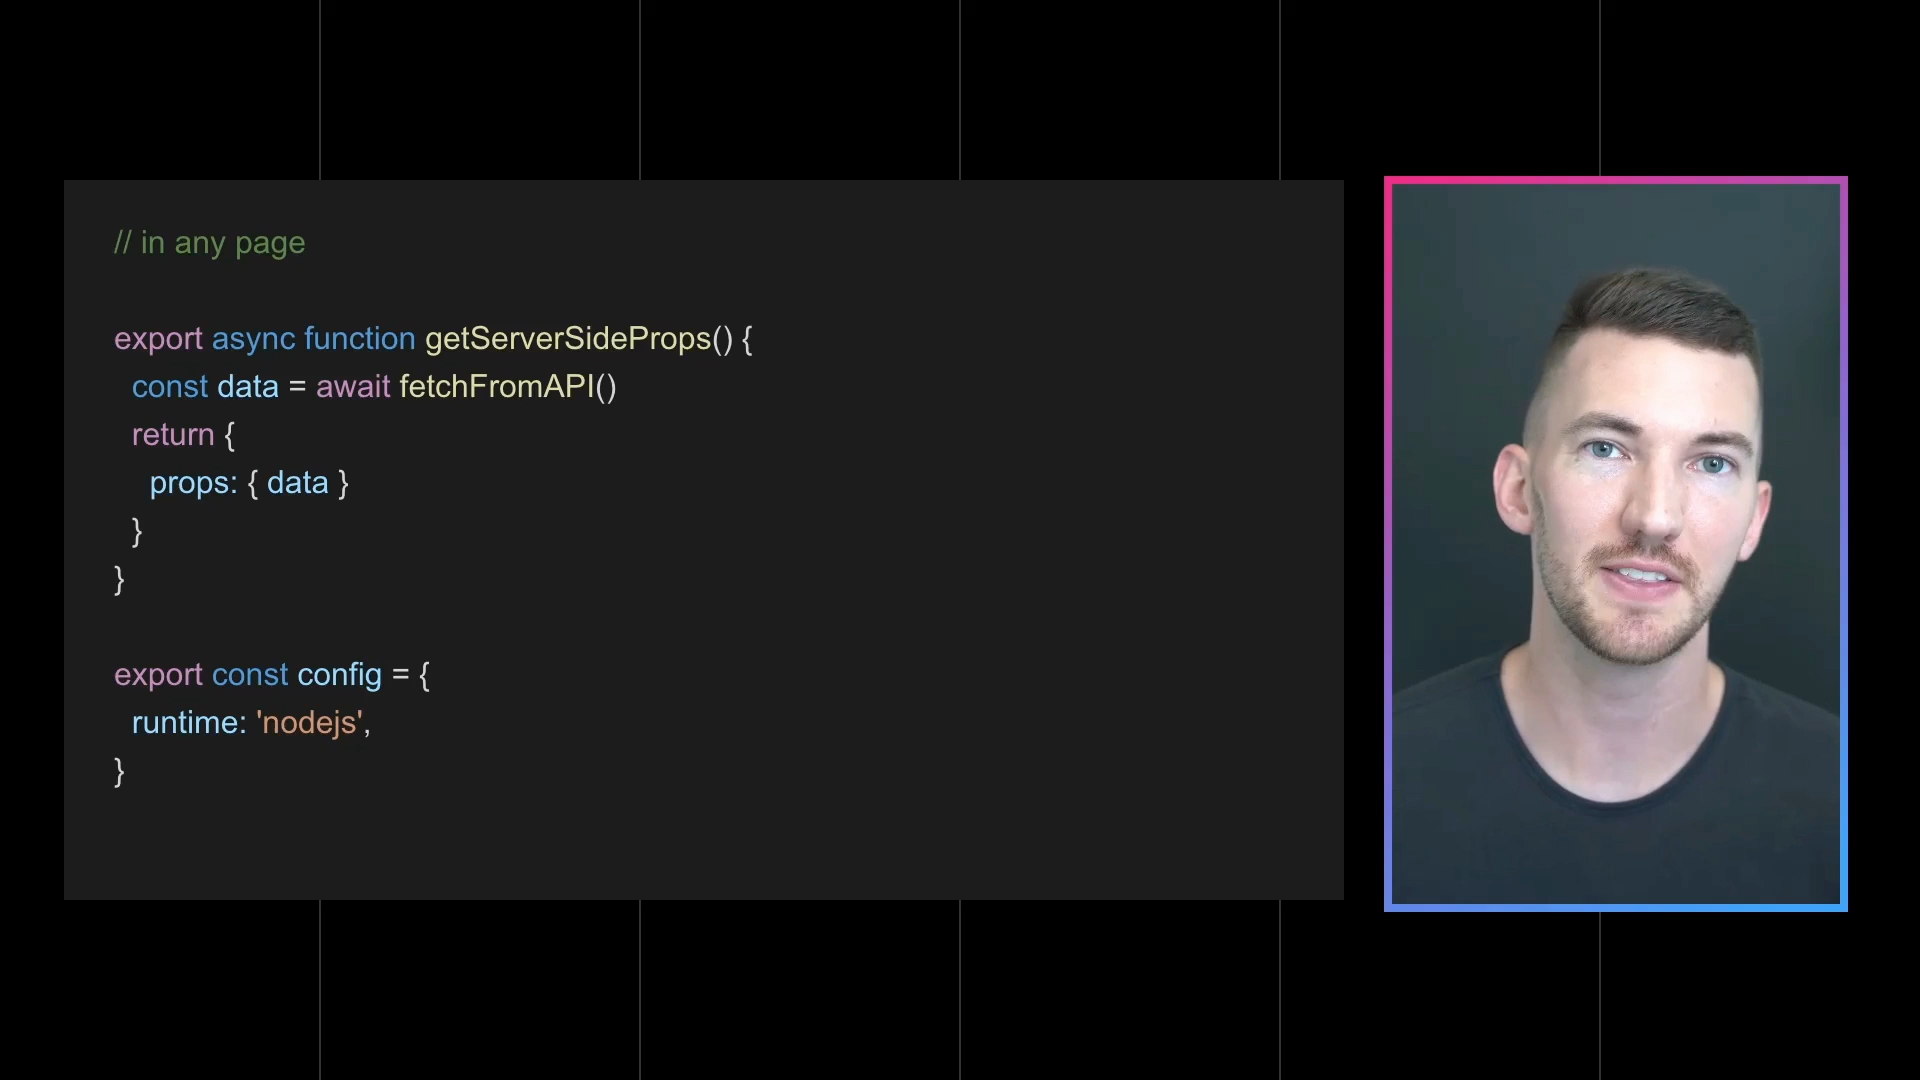 // in any page
export async function getServerSideProps() {
const data = await fetchFromAPI()
return {
props: { data }
}
}
export const config = {
runtime: 'nodejs',
}